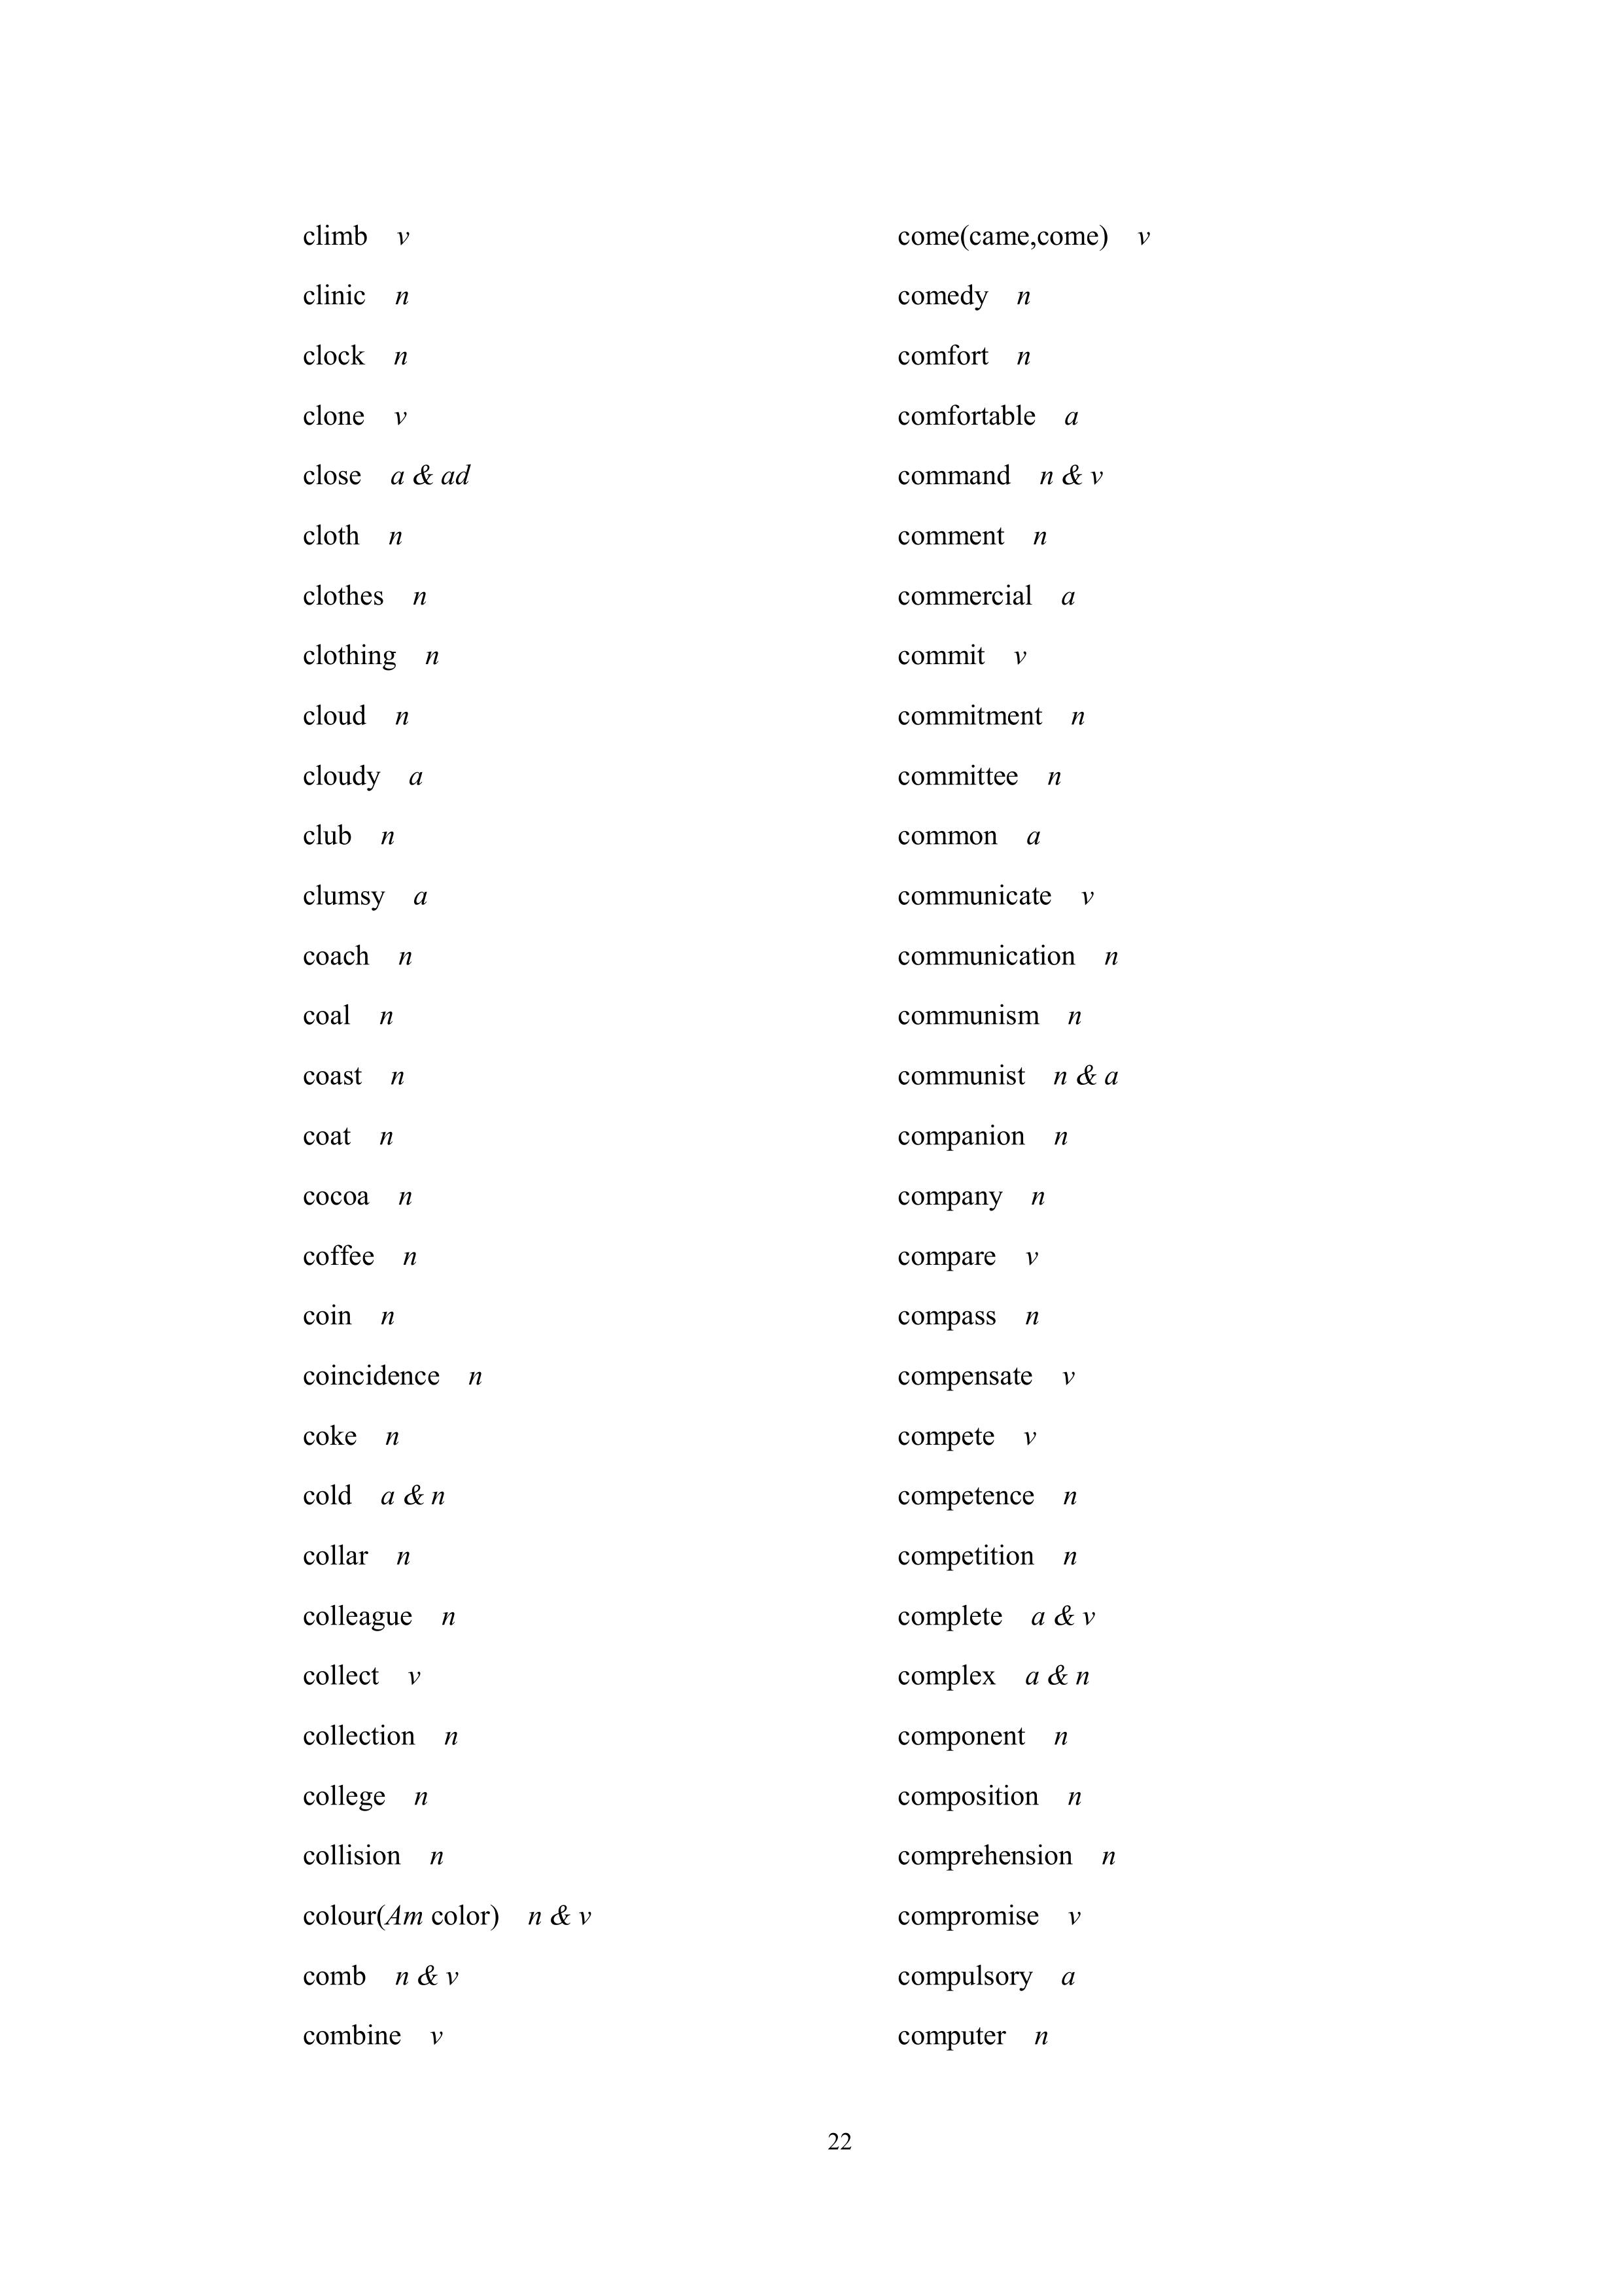 climb v
clinic n
clock n
clone v
close a & ad
cloth n
clothes n
clothing n
cloud n
cloudy a
club n
clumsy a
coach n
coal n
coast n
coat n
cocoa n
coffee n
coin n
coincidence n
coke n
cold a & n
collar n
colleague n
collect v
collection n
college n
collision n
colour(Am color) n & v
comb n & v
combine v
come(came,come) v
comedy n
comfort n
comfortable a
command n & v
comment n
commercial a
commit v
commitment n
committee n
common a
communicate v
communication n
communism n
communist n & a
companion n
company n
compare v
compass n
compensate v
compete v
competence n
competition n
complete a & v
complex a & n
component n
composition n
comprehension n
compromise v
compulsory a
computer n
22